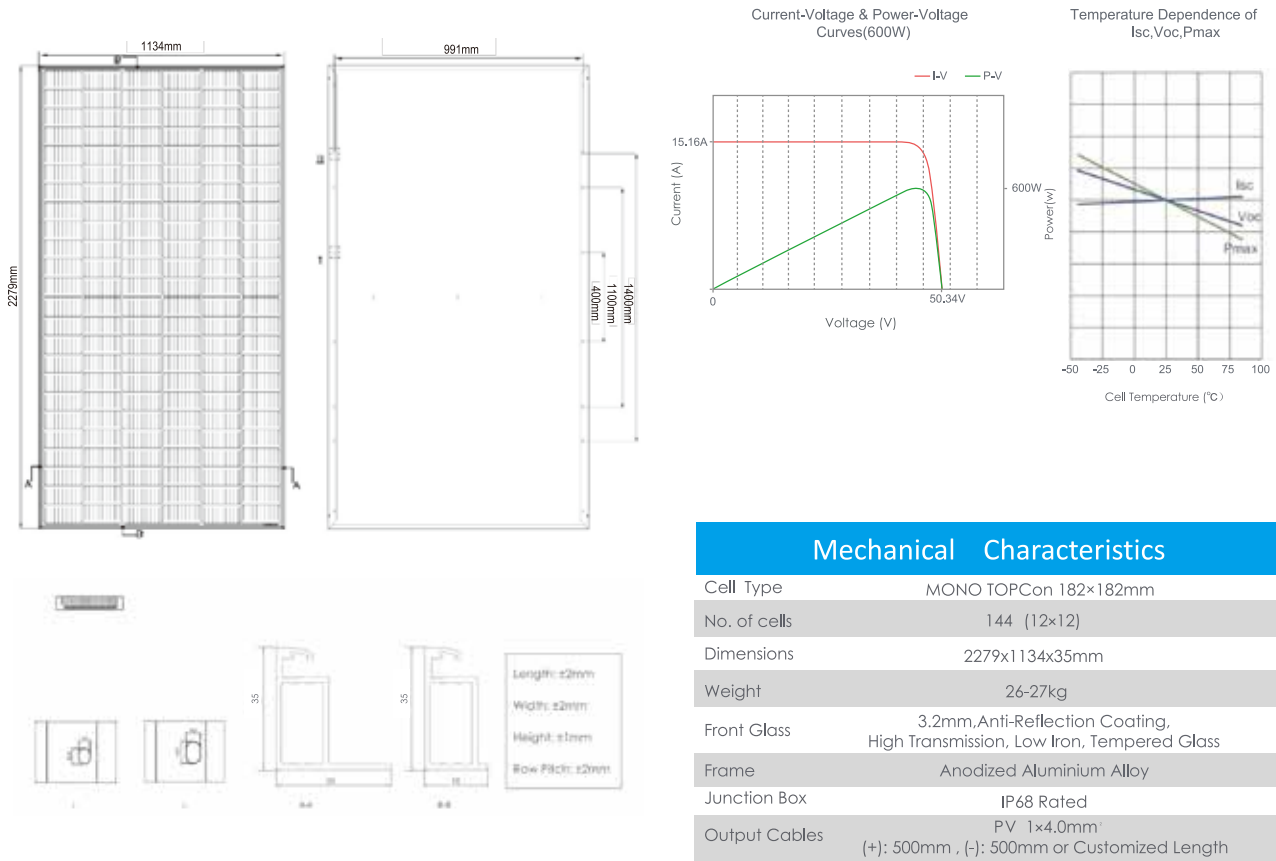 1134mm
2279mm
A
A
991mm
400mm
1100mm
1400mm
Current-Voltage & Power-Voltage
Curves(600W)
I-V
P-V
15.16A
Current (A)
600W
Power(w)
0
50.34V
Voltage (V)
Temperature Dependence of
Isc,Voc,Pmax
Isc
Voc
Pmax
-50 -25 0 25 50 75 100
Cell Temperature (℃)
35
A-A
35
B-B
Length: ±2mm
Width: ±2mm
Height: ±1mm
Row Pitch: ±2mm
Mechanical Characteristics
Cell Type MONO TOPCon 182×182mm
No. of cells 144 (12×12)
Dimensions 2279x1134x35mm
Weight 26-27kg
Front Glass 3.2mm,Anti-Reflection Coating,
High Transmission, Low Iron, Tempered Glass
Frame Anodized Aluminium Alloy
Junction Box IP68 Rated
Output Cables PV 1×4.0mm
(+): 500mm , (-): 500mm or Customized Length